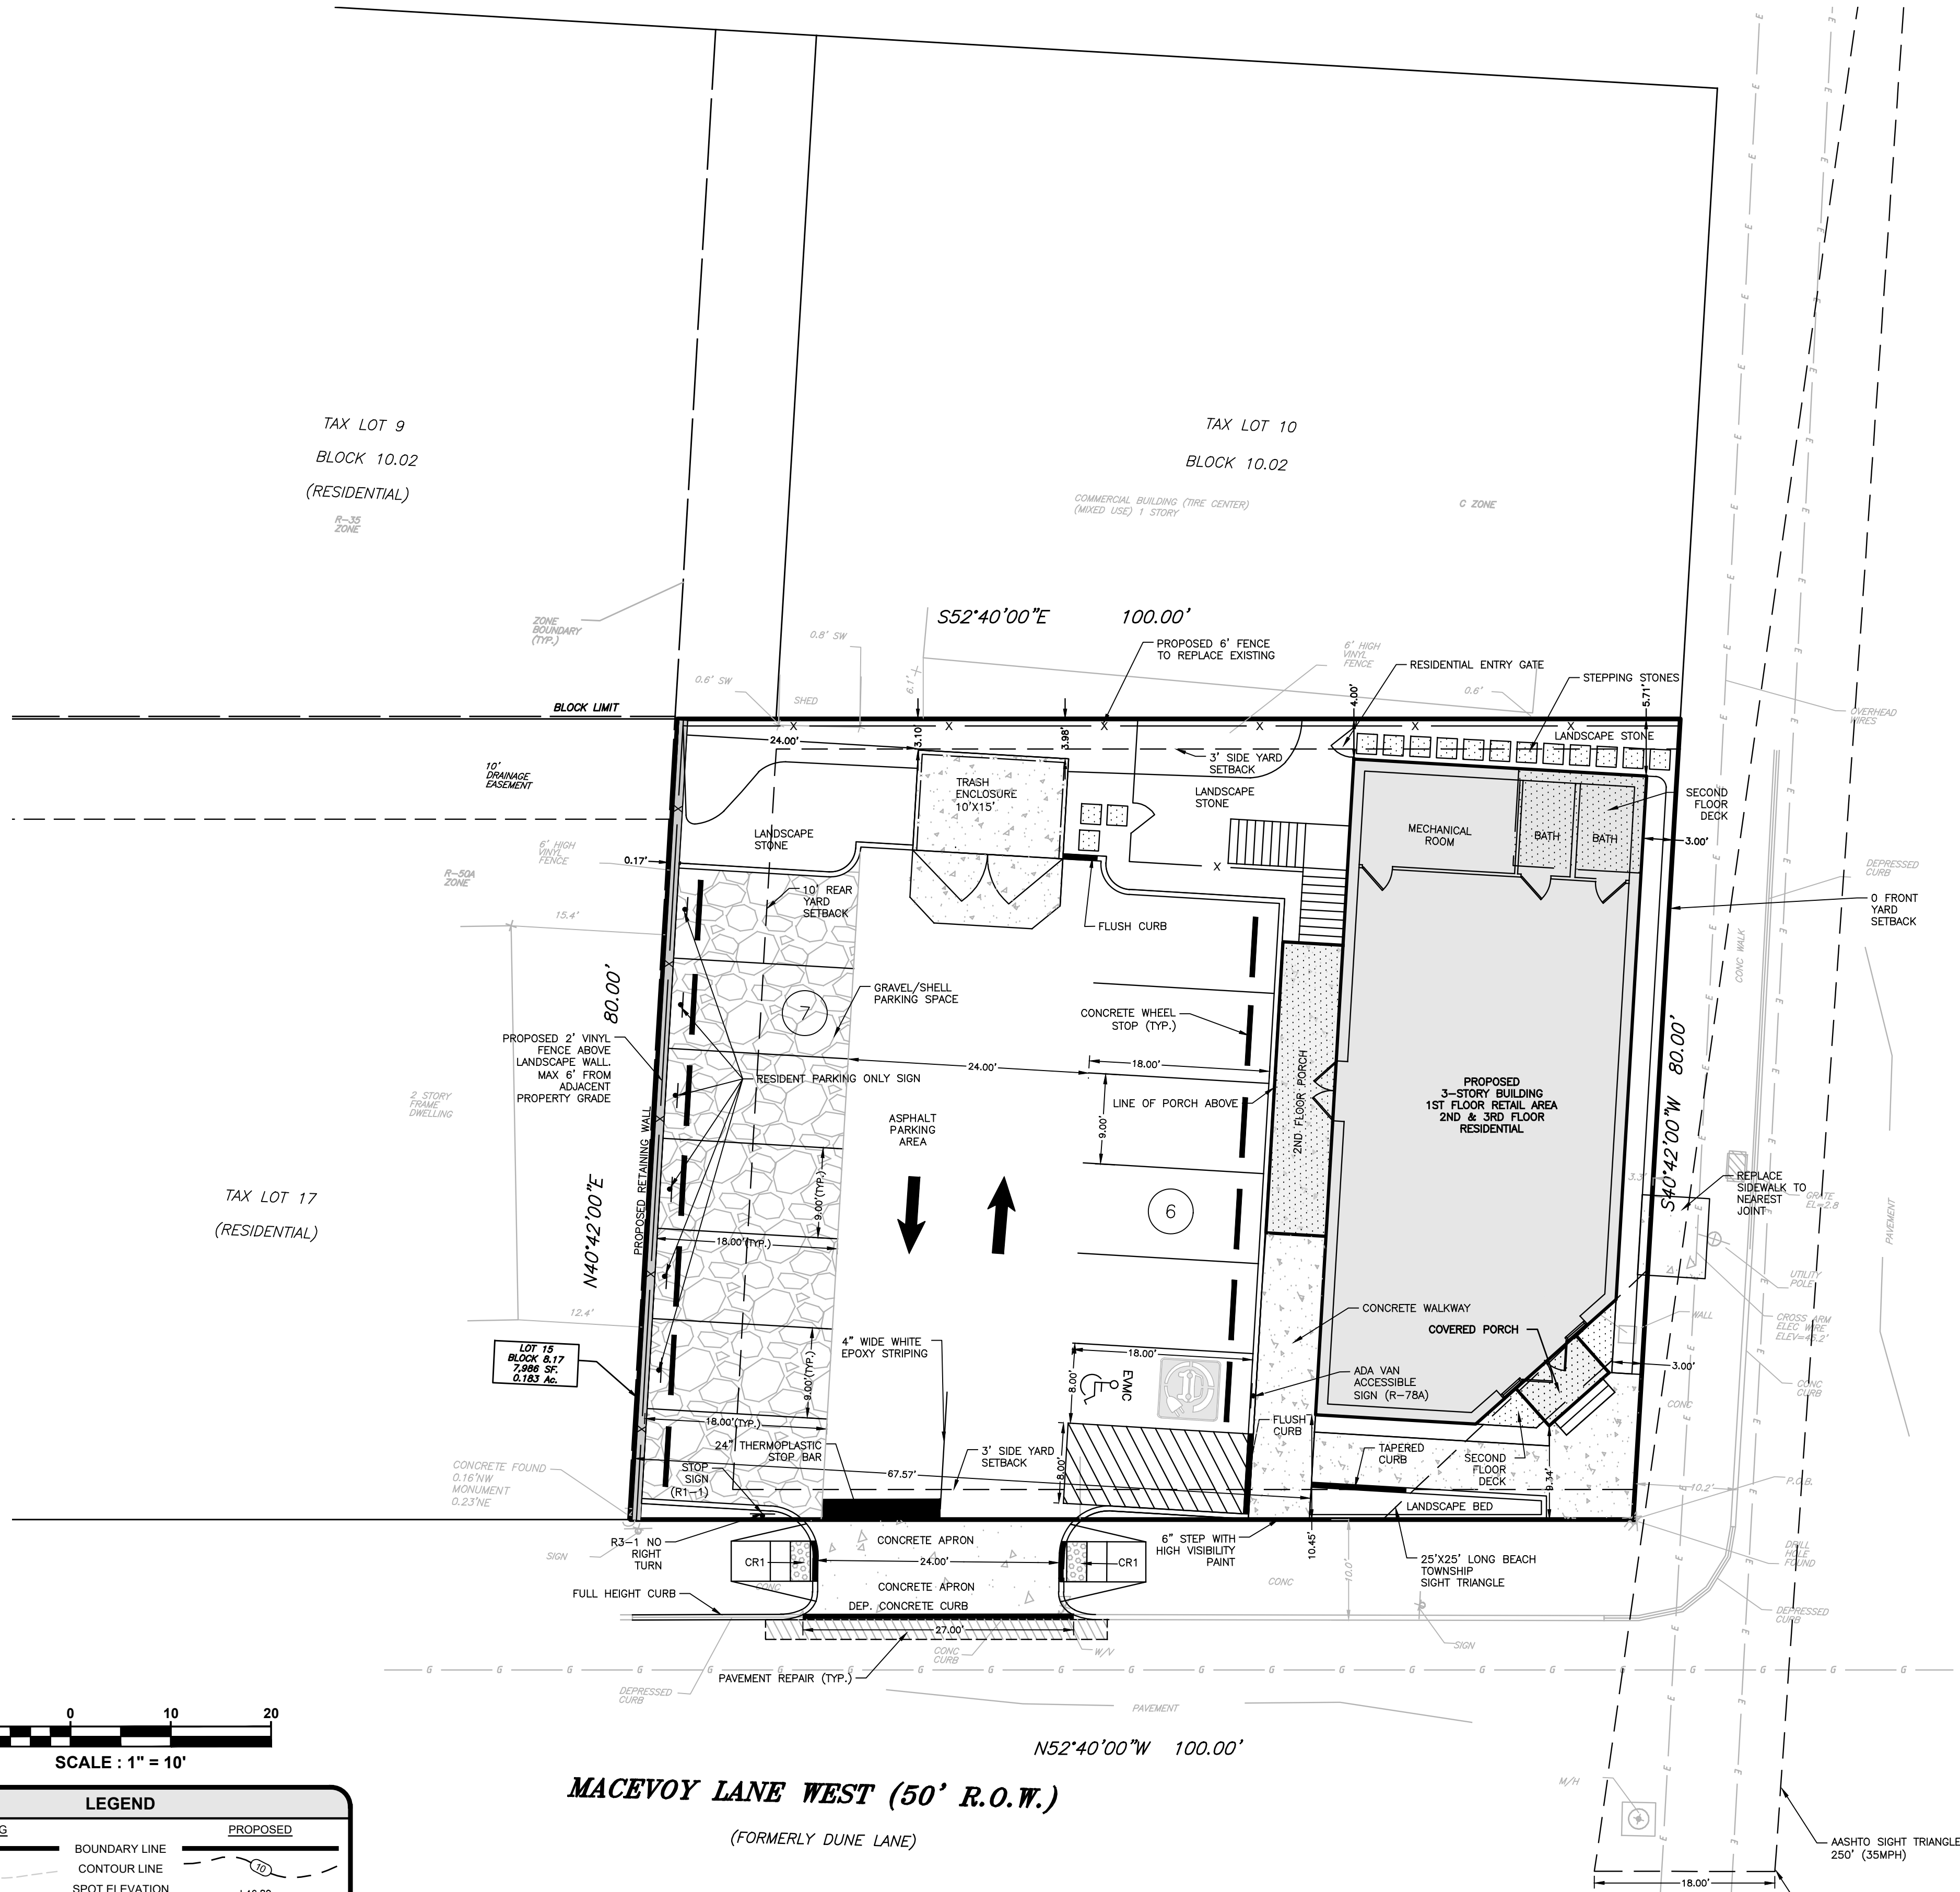 TAX LOT 9
BLOCK 10.02
(RESIDENTIAL)
R-35
ZONE
TAX LOT 10
BLOCK 10.02
COMMERCIAL BUILDING (TIRE CENTER)
(MIXED USE) 1 STORY
C ZONE
ZONE
BOUNDARY
(TYP.)
0.8' SW
S52°40'00"E 100.00'
PROPOSED 6' FENCE
TO REPLACE EXISTING
6' HIGH
VINYL
FENCE
RESIDENTIAL ENTRY GATE
STEPPING STONES
0.6' SW
SHED
6.1'
0.6'
4.00'
5.71'
BLOCK LIMIT
OVERHEAD
WIRES
24.00'
3.10'
3.98'
LANDSCAPE STONE
3' SIDE YARD
SETBACK
10'
DRAINAGE
EASEMENT
TRASH
ENCLOSURE
10'X15'
LANDSCAPE
STONE
SECOND
FLOOR
DECK
MECHANICAL
ROOM
BATH
BATH
3.00'
LANDSCAPE
STONE
6' HIGH
VINYL
FENCE
0.17'
R-50A
ZONE
DEPRESSED
CURB
10' REAR
YARD
SETBACK
0 FRONT
YARD
SETBACK
15.4'
FLUSH CURB
CONC WALK
80.00'
GRAVEL/SHELL
PARKING SPACE
7
CONCRETE WHEEL
STOP (TYP.)
PROPOSED 2' VINYL
FENCE ABOVE
LANDSCAPE WALL.
MAX 6' FROM
ADJACENT
PROPERTY GRADE
24.00'
18.00'
RESIDENT PARKING ONLY SIGN
LINE OF PORCH ABOVE
2ND FLOOR PORCH
PROPOSED
3-STORY BUILDING
1ST FLOOR RETAIL AREA
2ND & 3RD FLOOR
RESIDENTIAL
80.00'
2 STORY
FRAME
DWELLING
ASPHALT
PARKING
AREA
9.00'
PROPOSED RETAINING WALL
S40°42'00"W
TAX LOT 17
(RESIDENTIAL)
N40°42'00"E
9.00'(TYP.)
18.00'(TYP.)
6
3.3'
REPLACE
SIDEWALK TO
NEAREST
JOINT
GRATE
EL=2.8
PAVEMENT
UTILITY
POLE
12.4'
CONCRETE WALKWAY
WALL
CROSS ARM
ELEC WIRE
ELEV=46.2'
COVERED PORCH
4" WIDE WHITE
EPOXY STRIPING
LOT 15
BLOCK 8.17
7,986 SF.
0.183 Ac.
9.00'(TYP.)
18.00'
8.00'
EVMC
ADA VAN
ACCESSIBLE
SIGN (R-78A)
3.00'
CONC
CURB
CONC
18.00'(TYP.)
FLUSH
CURB
24" THERMOPLASTIC
STOP BAR
3' SIDE YARD
SETBACK
TAPERED
CURB
SECOND
FLOOR
DECK
9.34'
CONCRETE FOUND
0.16'NW
MONUMENT
0.23'NE
STOP
SIGN
(R1-1)
67.57'
8.00'
LANDSCAPE BED
10.2'
P.O.B.
R3-1 NO
RIGHT
TURN
SIGN
CONCRETE APRON
CR1
24.00'
CR1
6" STEP WITH
HIGH VISIBILITY
PAINT
10.45'
10.0'
25'X25' LONG BEACH
TOWNSHIP
SIGHT TRIANGLE
DRILL
HOLE
FOUND
CONC
CONC
FULL HEIGHT CURB
CONCRETE APRON
DEP. CONCRETE CURB
DEPRESSED
CURB
27.00'
CONC
CURB
W/V
SIGN
PAVEMENT REPAIR (TYP.)
DEPRESSED
CURB
PAVEMENT
N52°40'00"W 100.00'
MACEVOY LANE WEST (50' R.O.W.)
(FORMERLY DUNE LANE)
M/H
AASHTO SIGHT TRIANGLE
250' (35MPH)
18.00'
0 10 20
SCALE : 1" = 10'
LEGEND
PROPOSED
BOUNDARY LINE
CONTOUR LINE
10
SPOT ELEVATION